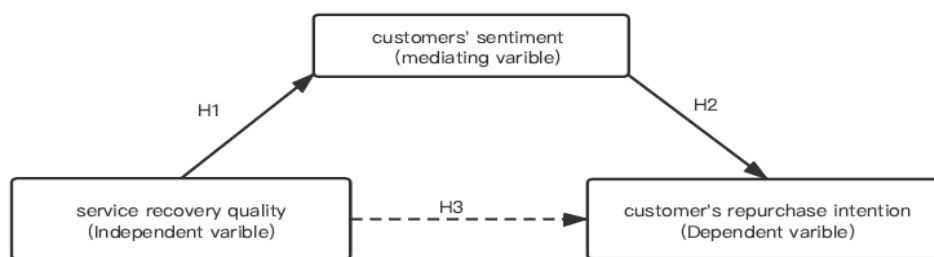 customers' sentiment
(mediating varible)
H1
H2
service recovery quality
(Independent varible)
H3
customer's repurchase intention
(Dependent varible)